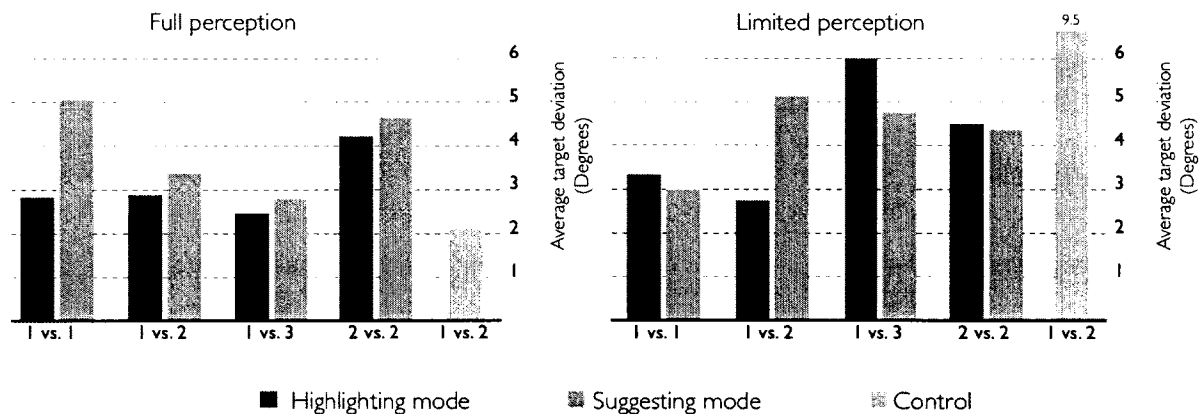 Full perception
6
5
4
3
2
1
Average target deviation
(Degrees)
1 vs. 1
1 vs. 2
1 vs. 3
2 vs. 2
1 vs. 2
Limited perception
9.5
6
5
4
3
2
1
Average target deviation
(Degrees)
1 vs. 1
1 vs. 2
1 vs. 3
2 vs. 2
1 vs. 2
Highlighting mode
Suggesting mode
Control